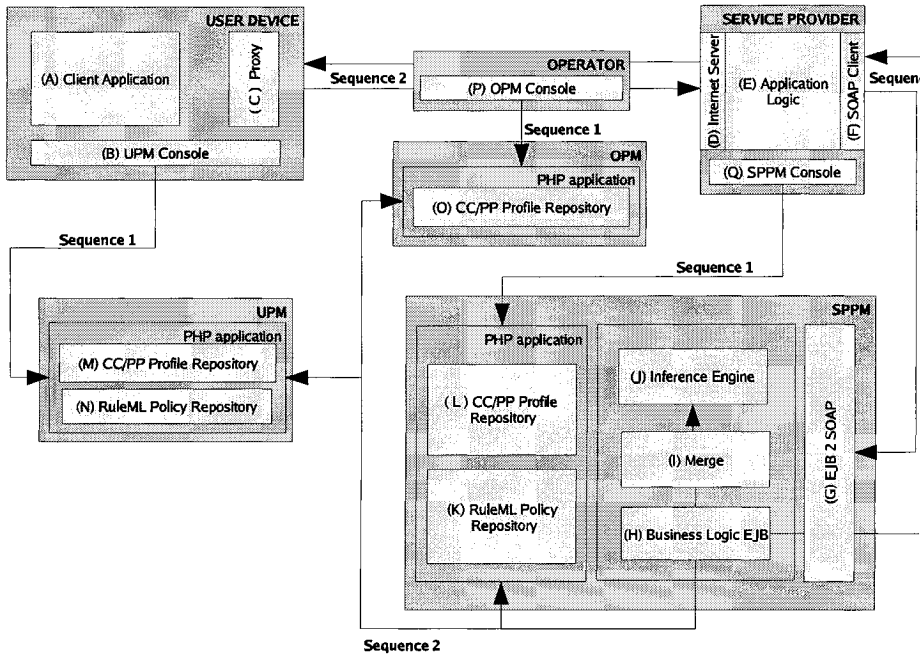 USER DEVICE
(A) Client Application
( C ) Proxy
(B) UPM Console
Sequence 2
OPERATOR
(P) OPM Console
Sequence 1
SERVICE PROVIDER
(D) Internet Server
(E) Application
Logic
(F) SOAP Client
(Q) SPPM Console
Sequen
OPM
PHP application
(O) CC/PP Profile Repository
Sequence 1
Sequence 1
UPM
PHP application
(M) CC/PP Profile Repository
(N) RuleML Policy Repository
SPPM
PHP application
( L ) CC/PP Profile
Repository
(K) RuleML Policy
Repository
(J) Inference Engine
(I) Merge
(H) Business Logic EJB
(G) EJB 2 SOAP
Sequence 2